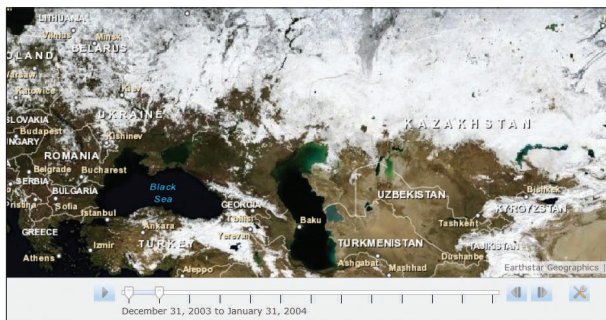 LITHUANIA
Vilnius Minsk
BELARUS
OLAND
Warsaw
Katowice Kiev
SLOVAKIA UKRAINE KAZAKHSTAN
Budapest Kishinev
NGARY
ROMANIA
Belgrade Bucharest
SERBIA Black Sea UZBEKISTAN Bishkek
BULGARIA GEORGIA KYRGYZSTAN
Sofia Tbilisi
Istanbul Baku Tashkent
GREECE Ankara Yerevan
Izmir TURKEY TURKMENISTAN TAJIKISTAN
Athens Ashgabat Dushanbe
Aleppo Mashhad
Earthstar Geographics |
December 31, 2003 to January 31, 2004